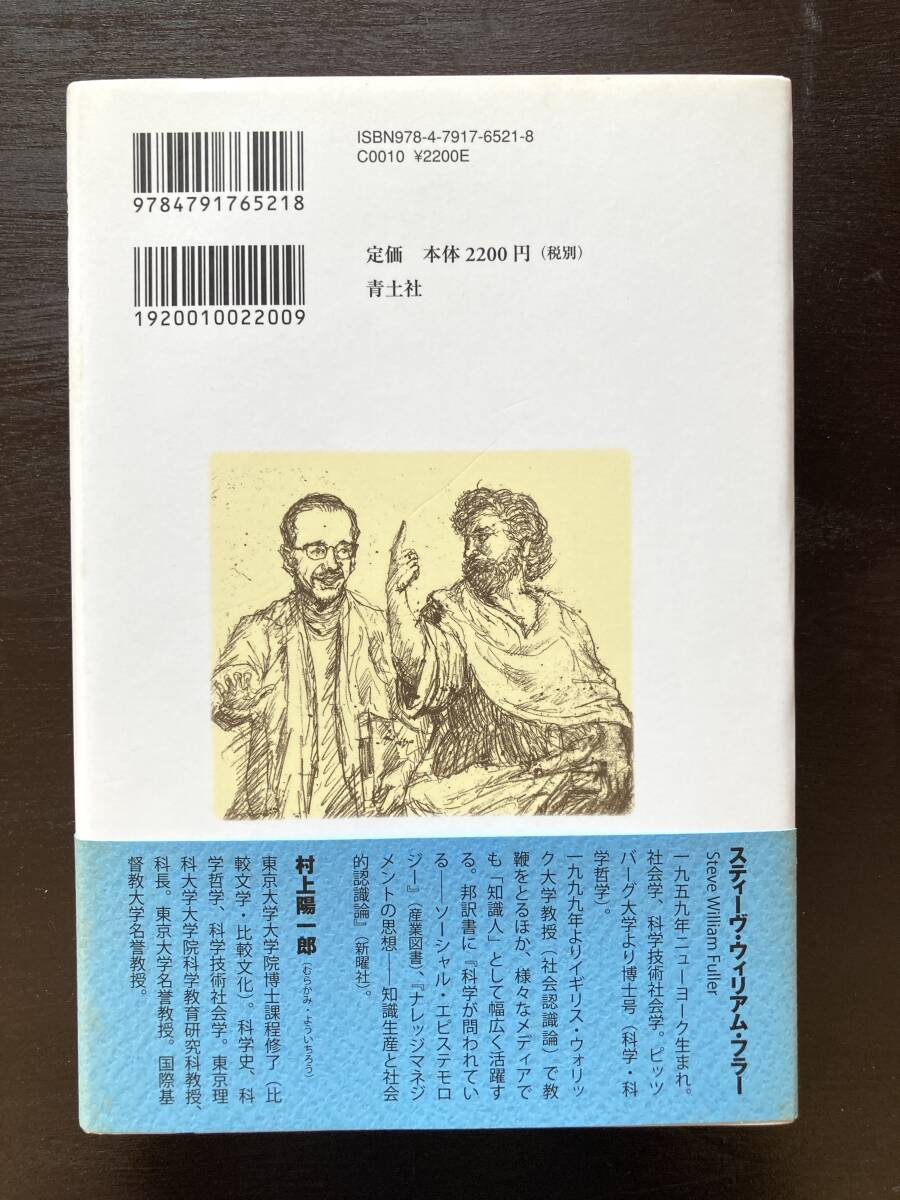 ISBN978-4-7917-6521-8
C0010 ¥2200E
9784791765218
定価 本体2200円(税別)
青土社
1920010022009
スティーヴ・ウィリアム・フラー
Steve William Fuller
一九五九年ニューヨーク生まれ。
社会学、科学技術社会学。ピッツ
バーグ大学より博士号(科学・科
学哲学)。
一九九九年よりイギリス・ウォリッ
ク大学教授(社会認識論)で教
鞭をとるほか、様々なメディアで
も「知識人」として幅広く活躍す
る。邦訳書に『科学が問われてい
る——ソーシャル・エピステモロ
ジー』(産業図書)、『ナレッジマネジ
メントの思想——知識生産と社会
的認識論』(新曜社)。
村上陽一郎(むらかみ・よういちろう)
東京大学大学院博士課程修了(比
較文学・比較文化)。科学史、科
学哲学、科学技術社会学。東京理
科大学大学院科学教育研究科教授、
科長。東京大学名誉教授。国際基
督教大学名誉教授。